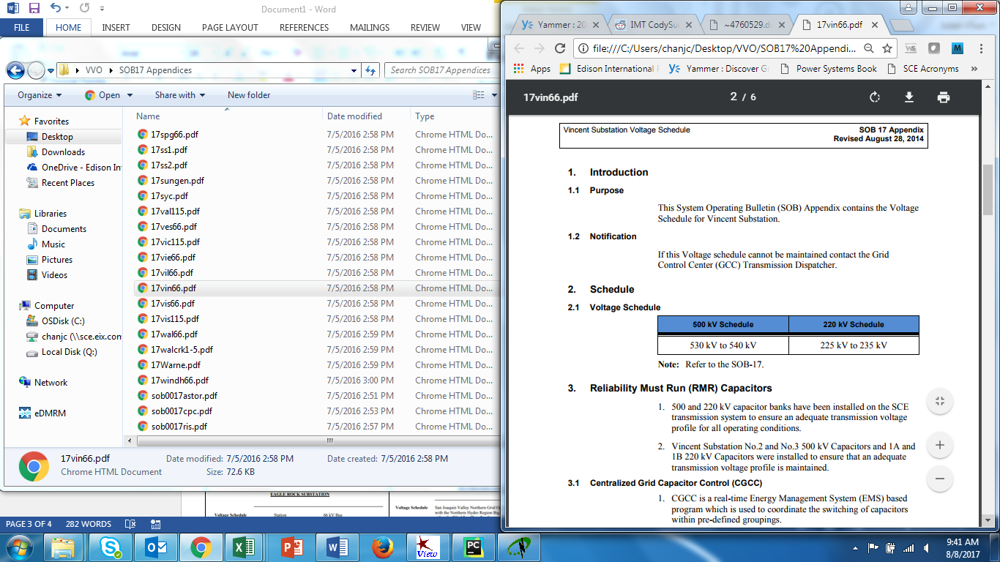 Document1 - Word
FILE HOME INSERT DESIGN PAGE LAYOUT REFERENCES MAILINGS REVIEW VIEW
VVO SOB17 Appendices
Search SOB17 Appendices
Organize Open Share with New folder
Favorites
Desktop
Downloads
OneDrive - Edison In
Recent Places
Libraries
Documents
Music
Pictures
Videos
Computer
OSDisk (C:)
chanjc (\\sce.eix.com
Local Disk (Q:)
Network
eDMRM
Name Date modified Type
17spg66.pdf 7/5/2016 2:58 PM Chrome HTML Do...
17ss1.pdf 7/5/2016 2:58 PM Chrome HTML Do...
17ss2.pdf 7/5/2016 2:58 PM Chrome HTML Do...
17sungen.pdf 7/5/2016 2:58 PM Chrome HTML Do...
17syc.pdf 7/5/2016 2:58 PM Chrome HTML Do...
17val115.pdf 7/5/2016 2:58 PM Chrome HTML Do...
17ves66.pdf 7/5/2016 2:58 PM Chrome HTML Do...
17vic115.pdf 7/5/2016 2:58 PM Chrome HTML Do...
17vie66.pdf 7/5/2016 2:58 PM Chrome HTML Do...
17vil66.pdf 7/5/2016 2:58 PM Chrome HTML Do...
17vin66.pdf 7/5/2016 2:58 PM Chrome HTML Do...
17vis66.pdf 7/5/2016 2:58 PM Chrome HTML Do...
17vis115.pdf 7/5/2016 2:58 PM Chrome HTML Do...
17wal66.pdf 7/5/2016 2:59 PM Chrome HTML Do...
17walcrk1-5.pdf 7/5/2016 2:59 PM Chrome HTML Do...
17Warne.pdf 7/5/2016 2:59 PM Chrome HTML Do...
17windh66.pdf 7/5/2016 3:00 PM Chrome HTML Do...
sob0017astor.pdf 7/5/2016 2:51 PM Chrome HTML Do...
sob0017cpc.pdf 7/5/2016 2:53 PM Chrome HTML Do...
sob0017ris.pdf 7/5/2016 2:57 PM Chrome HTML Do...
17vin66.pdf Date modified: 7/5/2016 2:58 PM Date created: 7/5/2016 2:58 PM
Chrome HTML Document Size: 72.6 KB
EAGLE ROCK SUBSTATION
Voltage Schedule Station 66 kV Bus
Voltage Schedule San Joaquin Valley Northern Grid O
with the Northern Hydro Region Big
PAGE 3 OF 4 282 WORDS
Yammer : 20 IMT CodySu ~4760529.d 17vin66.pdf
file:///C:/Users/chanjc/Desktop/VVO/SOB17%20Appendi...
Apps Edison International Yammer : Discover G Power Systems Book SCE Acronyms »
17vin66.pdf 2 / 6
Vincent Substation Voltage Schedule SOB 17 Appendix
Revised August 28, 2014
1. Introduction
1.1 Purpose
This System Operating Bulletin (SOB) Appendix contains the Voltage
Schedule for Vincent Substation.
1.2 Notification
If this Voltage schedule cannot be maintained contact the Grid
Control Center (GCC) Transmission Dispatcher.
2. Schedule
2.1 Voltage Schedule
500 kV Schedule 220 kV Schedule
530 kV to 540 kV 225 kV to 235 kV
Note: Refer to the SOB-17.
3. Reliability Must Run (RMR) Capacitors
1. 500 and 220 kV capacitor banks have been installed on the SCE
transmission system to ensure an adequate transmission voltage
profile for all operating conditions.
2. Vincent Substation No.2 and No.3 500 kV Capacitors and 1A and
1B 220 kV Capacitors were installed to ensure that an adequate
transmission voltage profile is maintained.
3.1 Centralized Grid Capacitor Control (CGCC)
1. CGCC is a real-time Energy Management System (EMS) based
program which is used to coordinate the switching of capacitors
within pre-defined groupings.
View
9:41 AM
8/8/2017